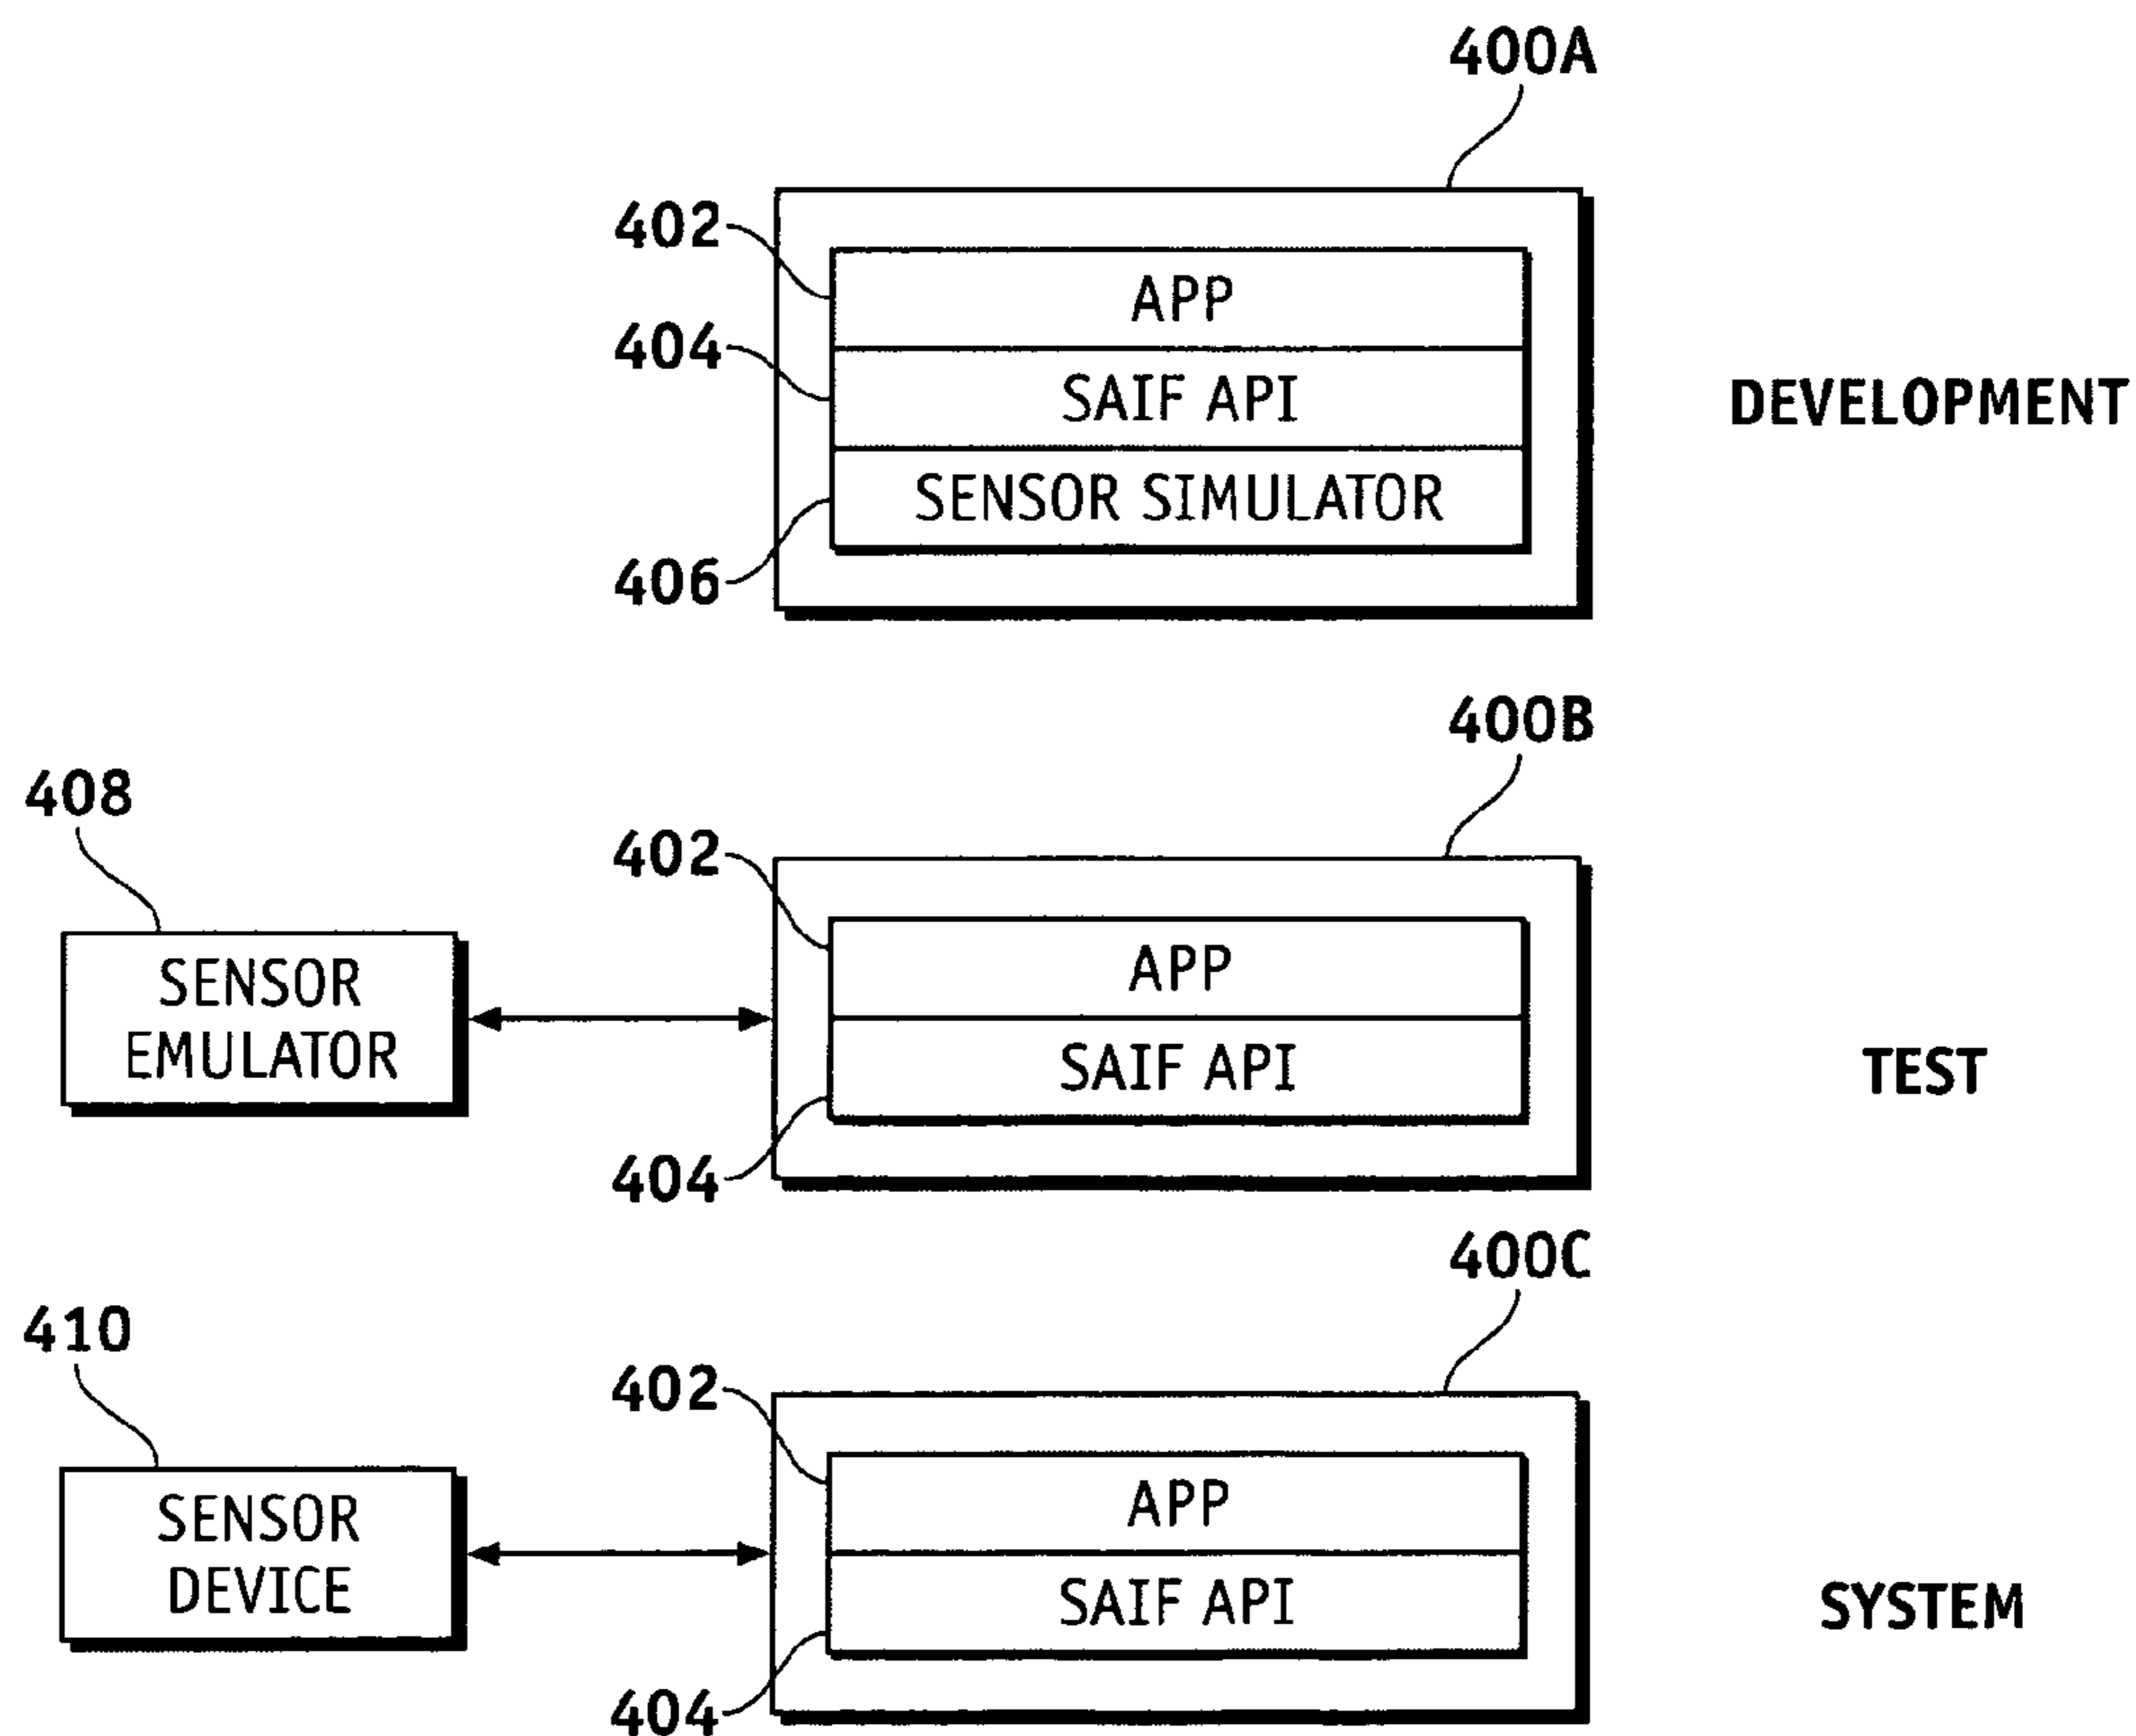 400A
402
APP
404
SAIF API
DEVELOPMENT
SENSOR SIMULATOR
406
400B
408
402
SENSOR
EMULATOR
APP
SAIF API
TEST
404
400C
410
402
SENSOR
DEVICE
APP
SAIF API
SYSTEM
404